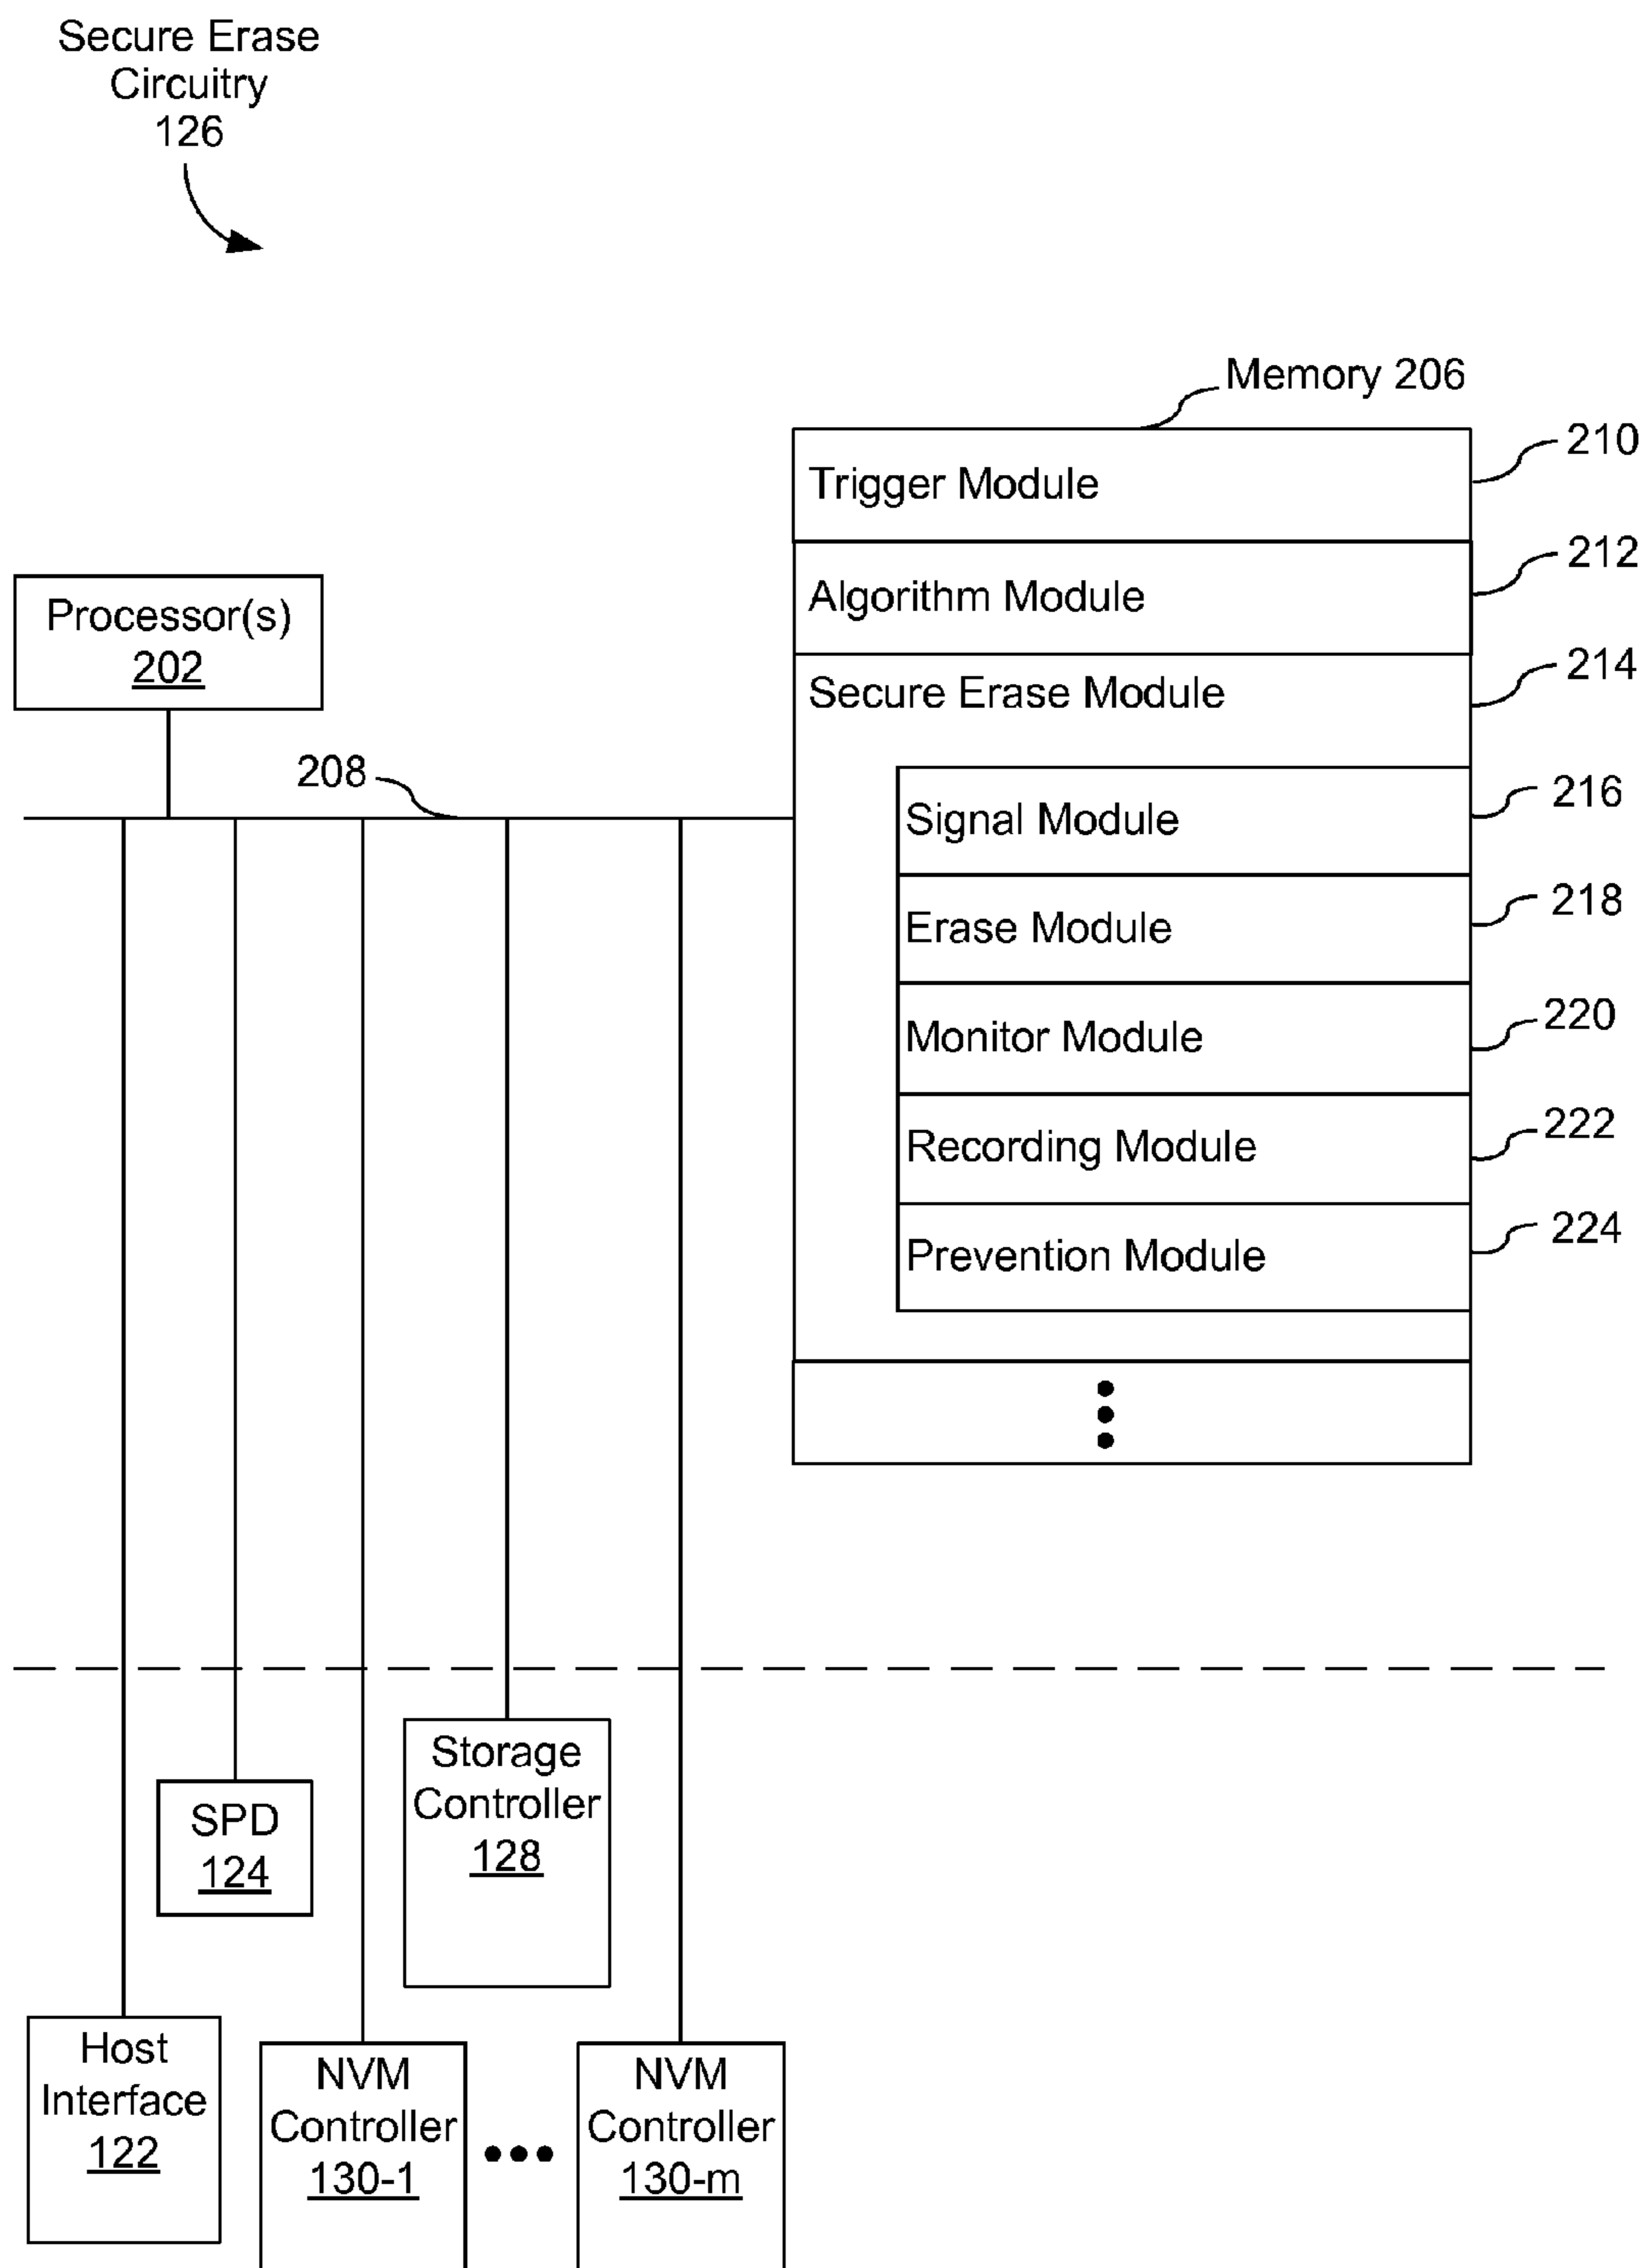 Secure Erase
Circuitry
126
Memory 206
Trigger Module
210
Algorithm Module
212
Secure Erase Module
214
Signal Module
216
Erase Module
218
Monitor Module
220
Recording Module
222
Prevention Module
224
Processor(s)
202
208
Storage
Controller
128
SPD
124
Host
Interface
122
NVM
Controller
130-1
NVM
Controller
130-m